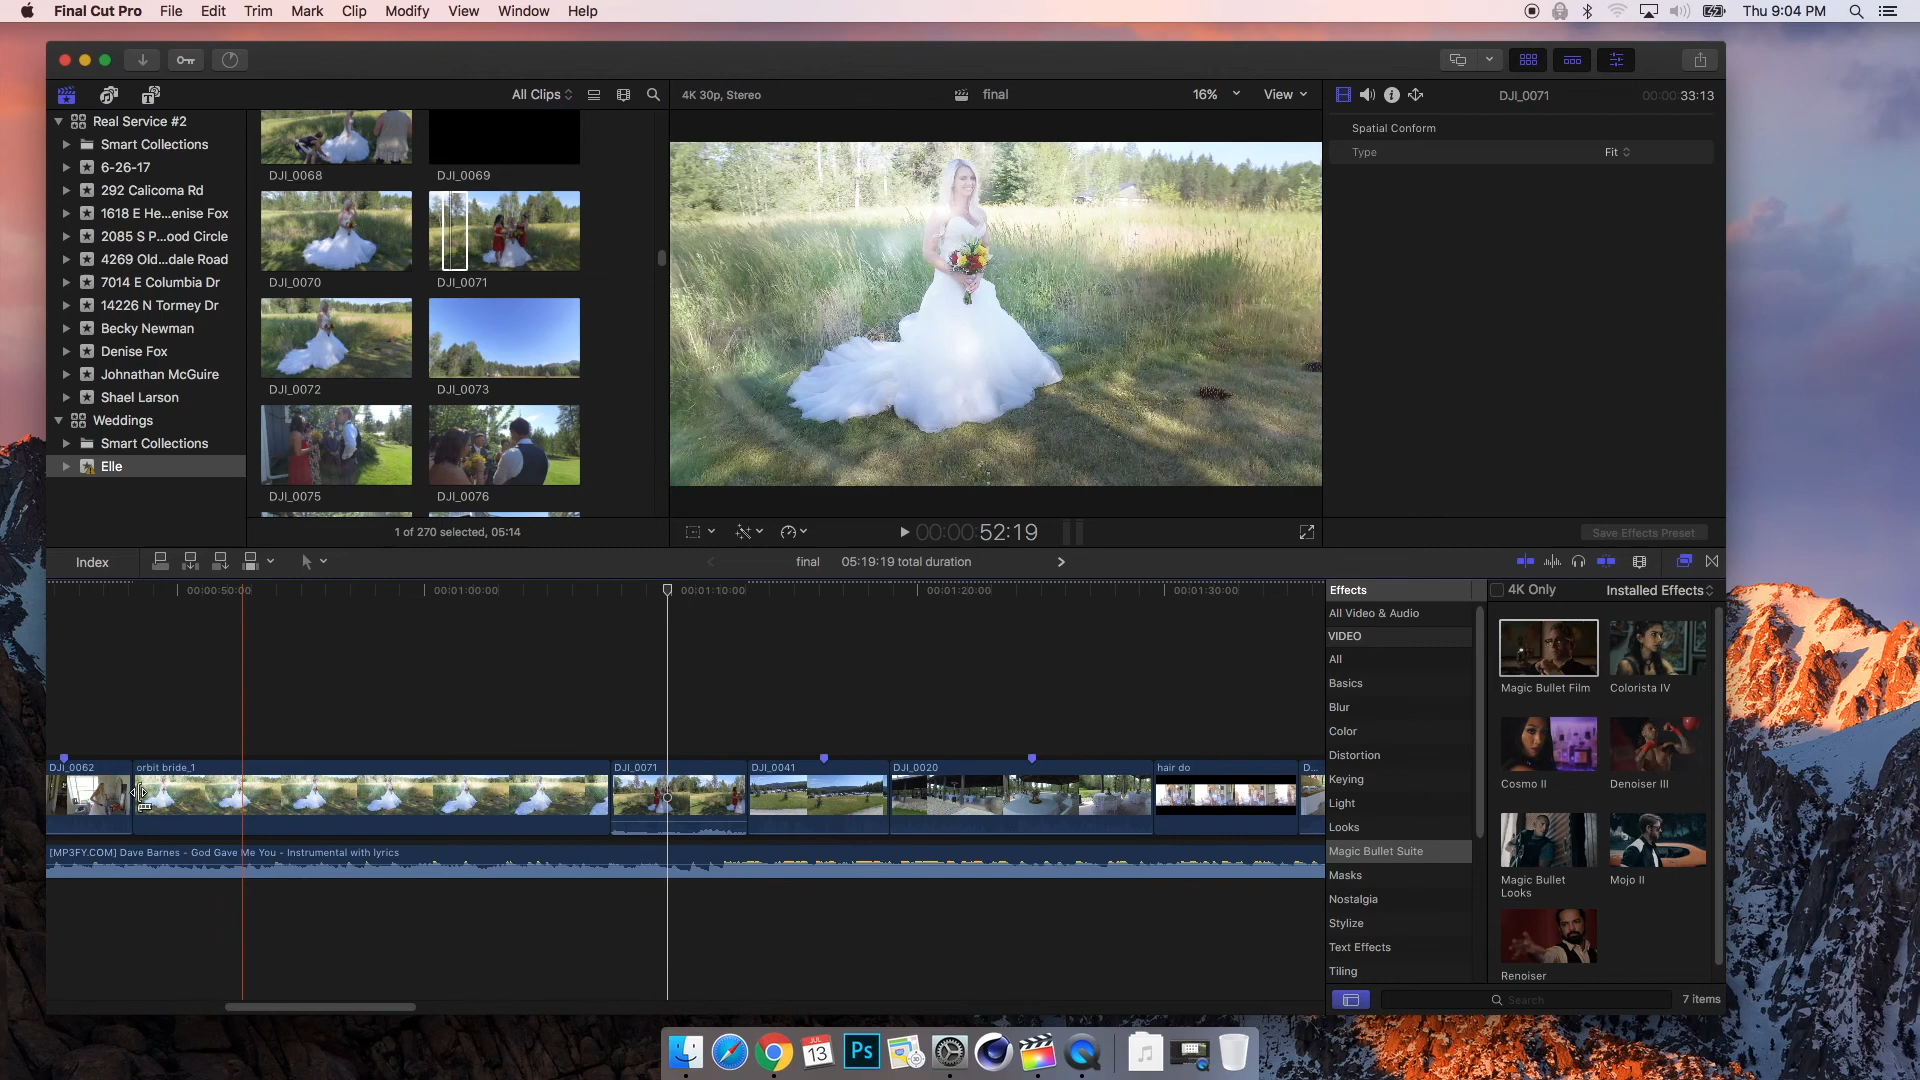 Final Cut Pro File Edit Trim Mark Clip Modify View Window Help
Thu 9:04 PM
All Clips
4K 30p, Stereo
final
16%
View
DJI_0071
00:00:33:13
Real Service #2
Smart Collections
6-26-17
292 Calicoma Rd
1618 E He...enise Fox
2085 S P...ood Circle
4269 Old...dale Road
7014 E Columbia Dr
14226 N Tormey Dr
Becky Newman
Denise Fox
Johnathan McGuire
Shael Larson
Weddings
Smart Collections
Elle
DJI_0068
DJI_0069
DJI_0070
DJI_0071
DJI_0072
DJI_0073
DJI_0075
DJI_0076
1 of 270 selected, 05:14
Spatial Conform
Type
Fit
00:00:52:19
Save Effects Preset
Index
final
05:19:19 total duration
00:00:50:00
00:01:00:00
00:01:10:00
00:01:20:00
00:01:30:00
DJI_0062
orbit bride_1
DJI_0071
DJI_0041
DJI_0020
hair do
D...
[MP3FY.COM] Dave Barnes - God Gave Me You - Instrumental with lyrics
Effects
4K Only
Installed Effects
All Video & Audio
VIDEO
All
Basics
Blur
Color
Distortion
Keying
Light
Looks
Magic Bullet Suite
Masks
Nostalgia
Stylize
Text Effects
Tiling
Magic Bullet Film
Colorista IV
Cosmo II
Denoiser III
Magic Bullet
Looks
Mojo II
Renoiser
Search
7 items
JUL
13
Ps